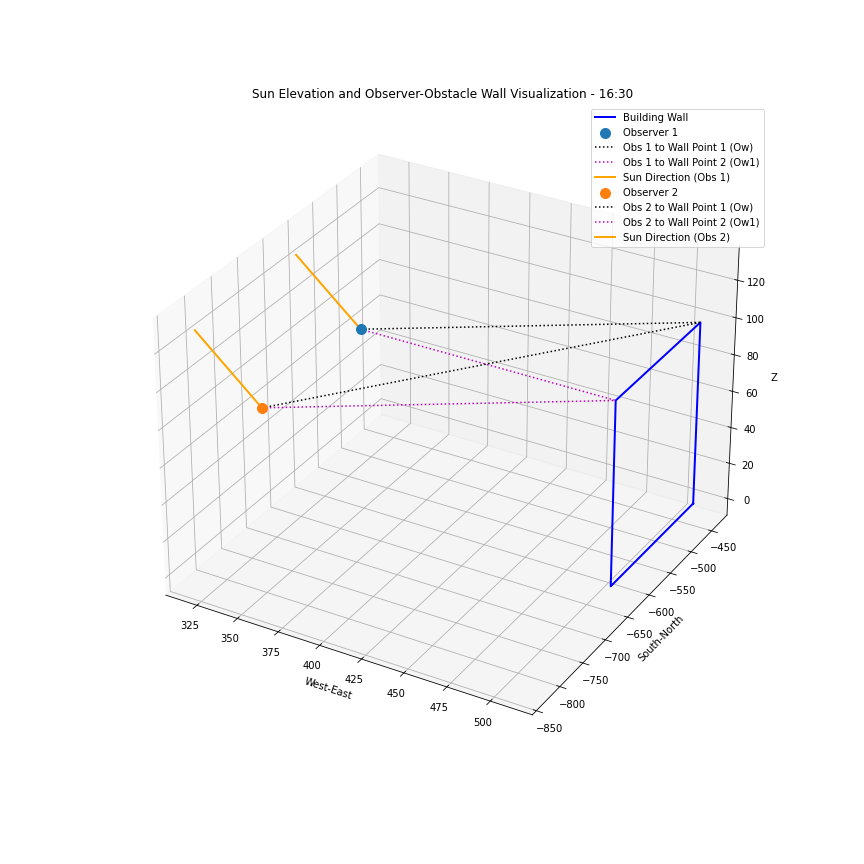 Sun Elevation and Observer-Obstacle Wall Visualization - 16:30
Building Wall
Observer 1
Obs 1 to Wall Point 1 (Ow)
Obs 1 to Wall Point 2 (Ow1)
Sun Direction (Obs 1)
Observer 2
Obs 2 to Wall Point 1 (Ow)
Obs 2 to Wall Point 2 (Ow1)
Sun Direction (Obs 2)
120
100
80
60
40
20
0
Z
−450
−500
−550
−600
−650
−700
−750
−800
−850
South-North
325
350
375
400
425
450
475
500
West-East